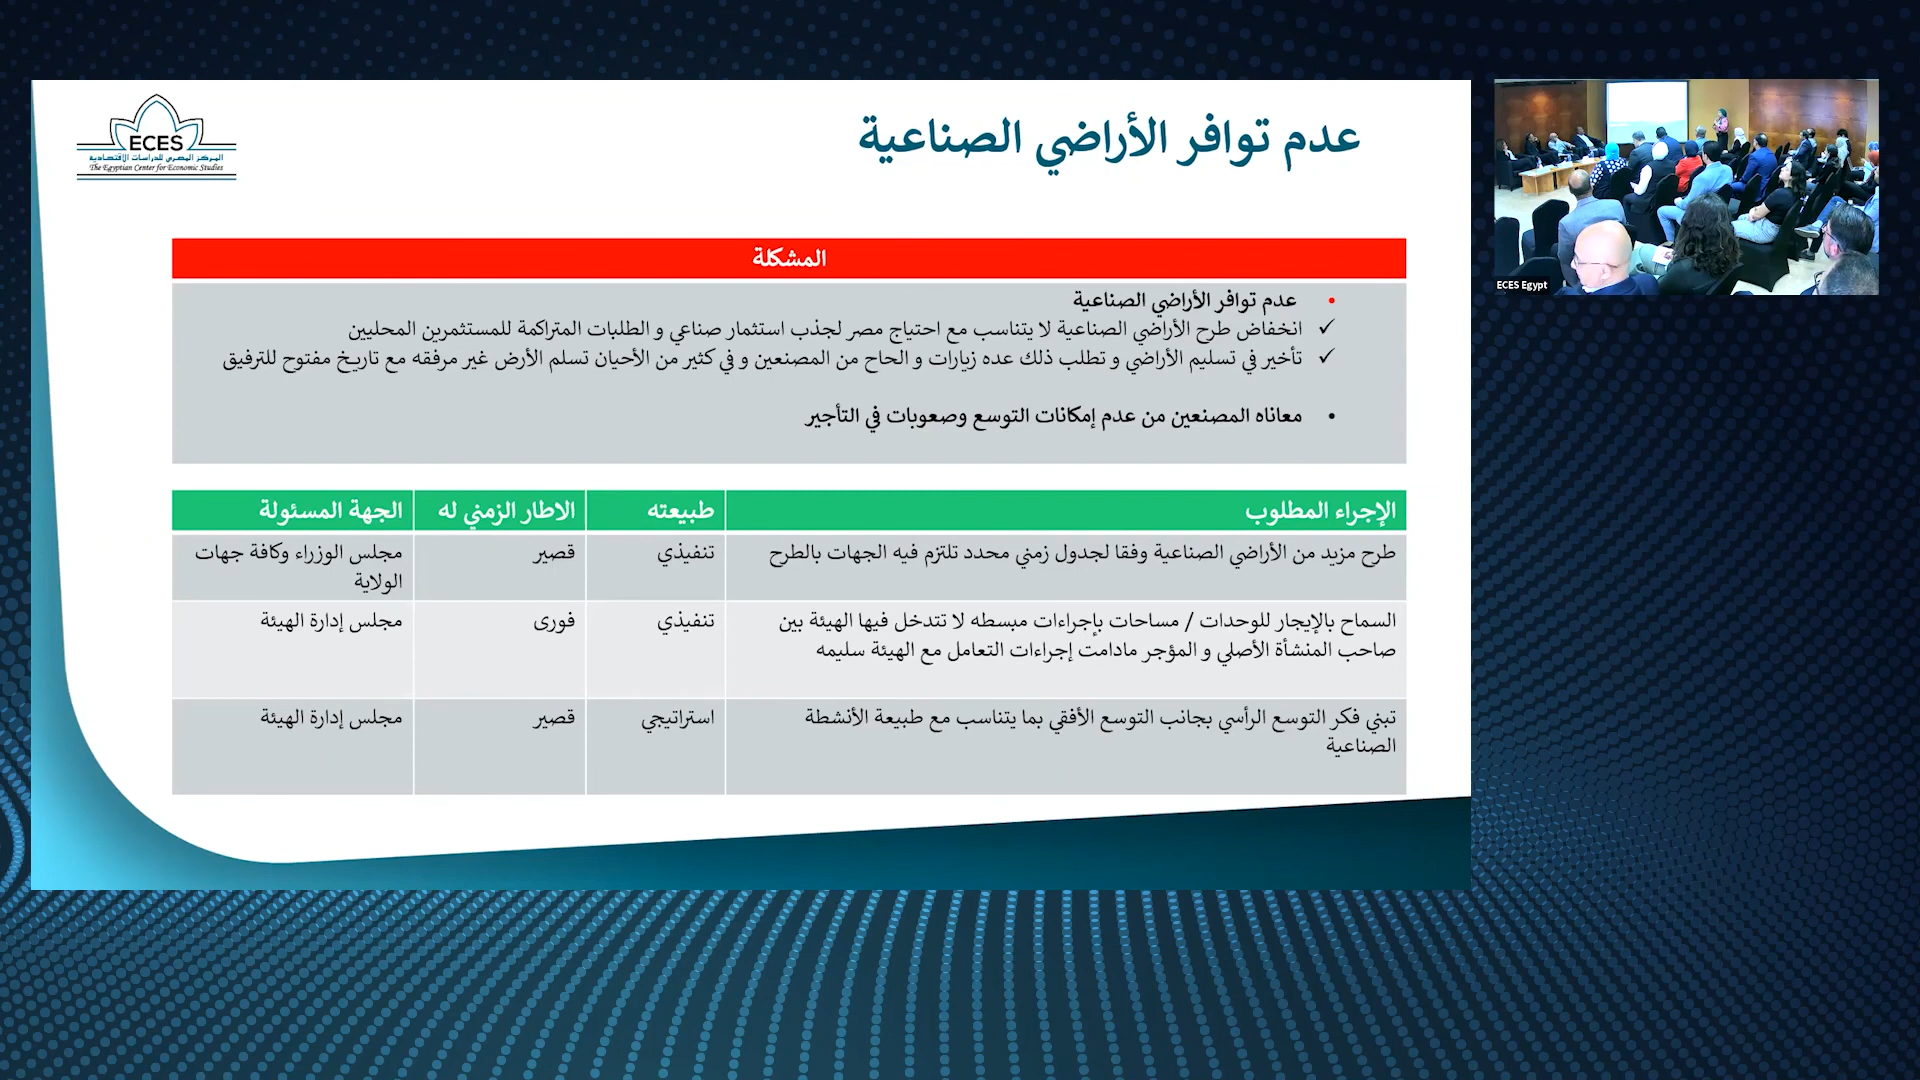 ECES
المركز المصري للدراسات الاقتصادية
The Egyptian Center for Economic Studies
عدم توافر الأراضي الصناعية
المشكلة
• عدم توافر الأراضي الصناعية
✓ انخفاض طرح الأراضي الصناعية لا يتناسب مع احتياج مصر لجذب استثمار صناعي و الطلبات المتراكمة للمستثمرين المحليين
✓ تأخير في تسليم الأراضي و تطلب ذلك عده زيارات و الحاح من المصنعين و في كثير من الأحيان تسلم الأرض غير مرفقه مع تاريخ مفتوح للترفيق
• معاناه المصنعين من عدم إمكانات التوسع وصعوبات في التأجير
الإجراء المطلوب
طبيعته
الاطار الزمني له
الجهة المسئولة
طرح مزيد من الأراضي الصناعية وفقا لجدول زمني محدد تلتزم فيه الجهات بالطرح
تنفيذي
قصير
مجلس الوزراء وكافة جهات
الولاية
السماح بالإيجار للوحدات / مساحات بإجراءات مبسطه لا تتدخل فيها الهيئة بين
صاحب المنشأة الأصلي و المؤجر مادامت إجراءات التعامل مع الهيئة سليمه
تنفيذي
فورى
مجلس إدارة الهيئة
تبني فكر التوسع الرأسي بجانب التوسع الأفقي بما يتناسب مع طبيعة الأنشطة
الصناعية
استراتيجي
قصير
مجلس إدارة الهيئة
ECES Egypt